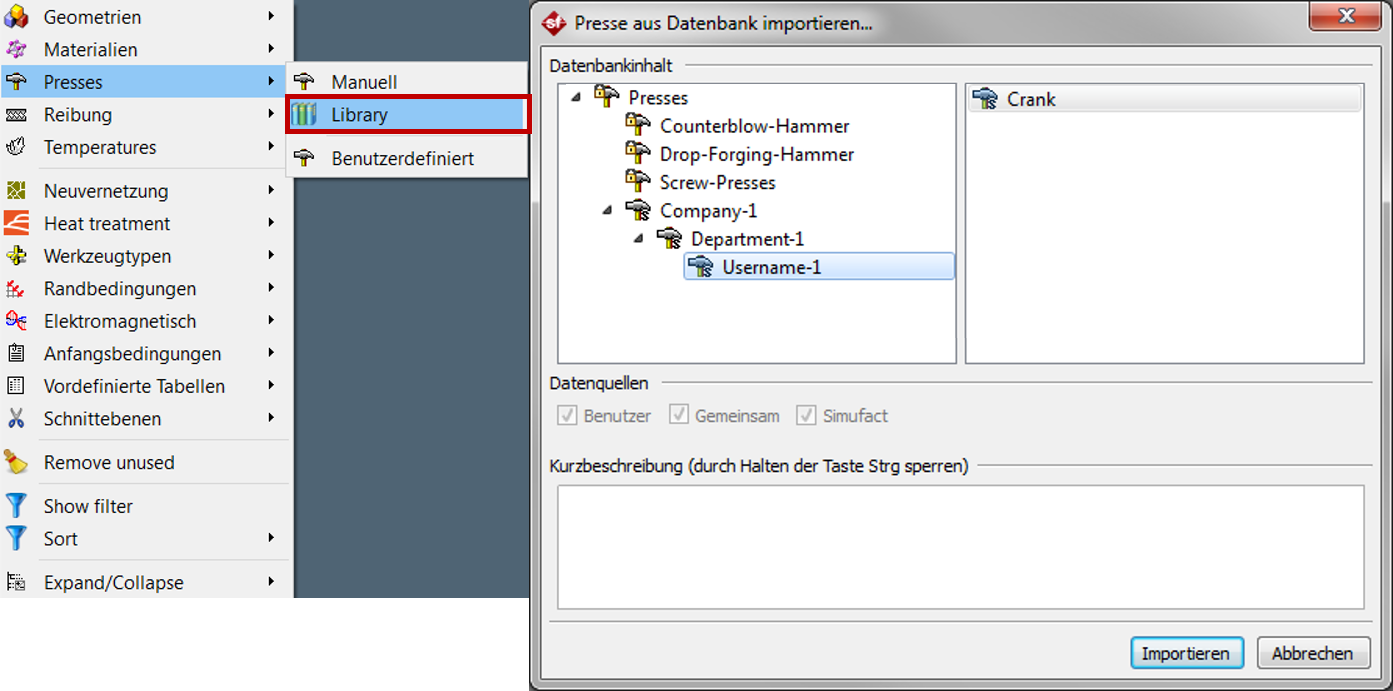 Geometrien
Materialien
Presses
Reibung
Temperatures
Neuvernetzung
Heat treatment
Werkzeugtypen
Randbedingungen
Elektromagnetisch
Anfangsbedingungen
Vordefinierte Tabellen
Schnittebenen
Remove unused
Show filter
Sort
Expand/Collapse
Manuell
Library
Benutzerdefiniert
Presse aus Datenbank importieren...
Datenbankinhalt
Presses
Counterblow-Hammer
Drop-Forging-Hammer
Screw-Presses
Company-1
Department-1
Username-1
Crank
Datenquellen
Benutzer Gemeinsam Simufact
Kurzbeschreibung (durch Halten der Taste Strg sperren)
Importieren Abbrechen